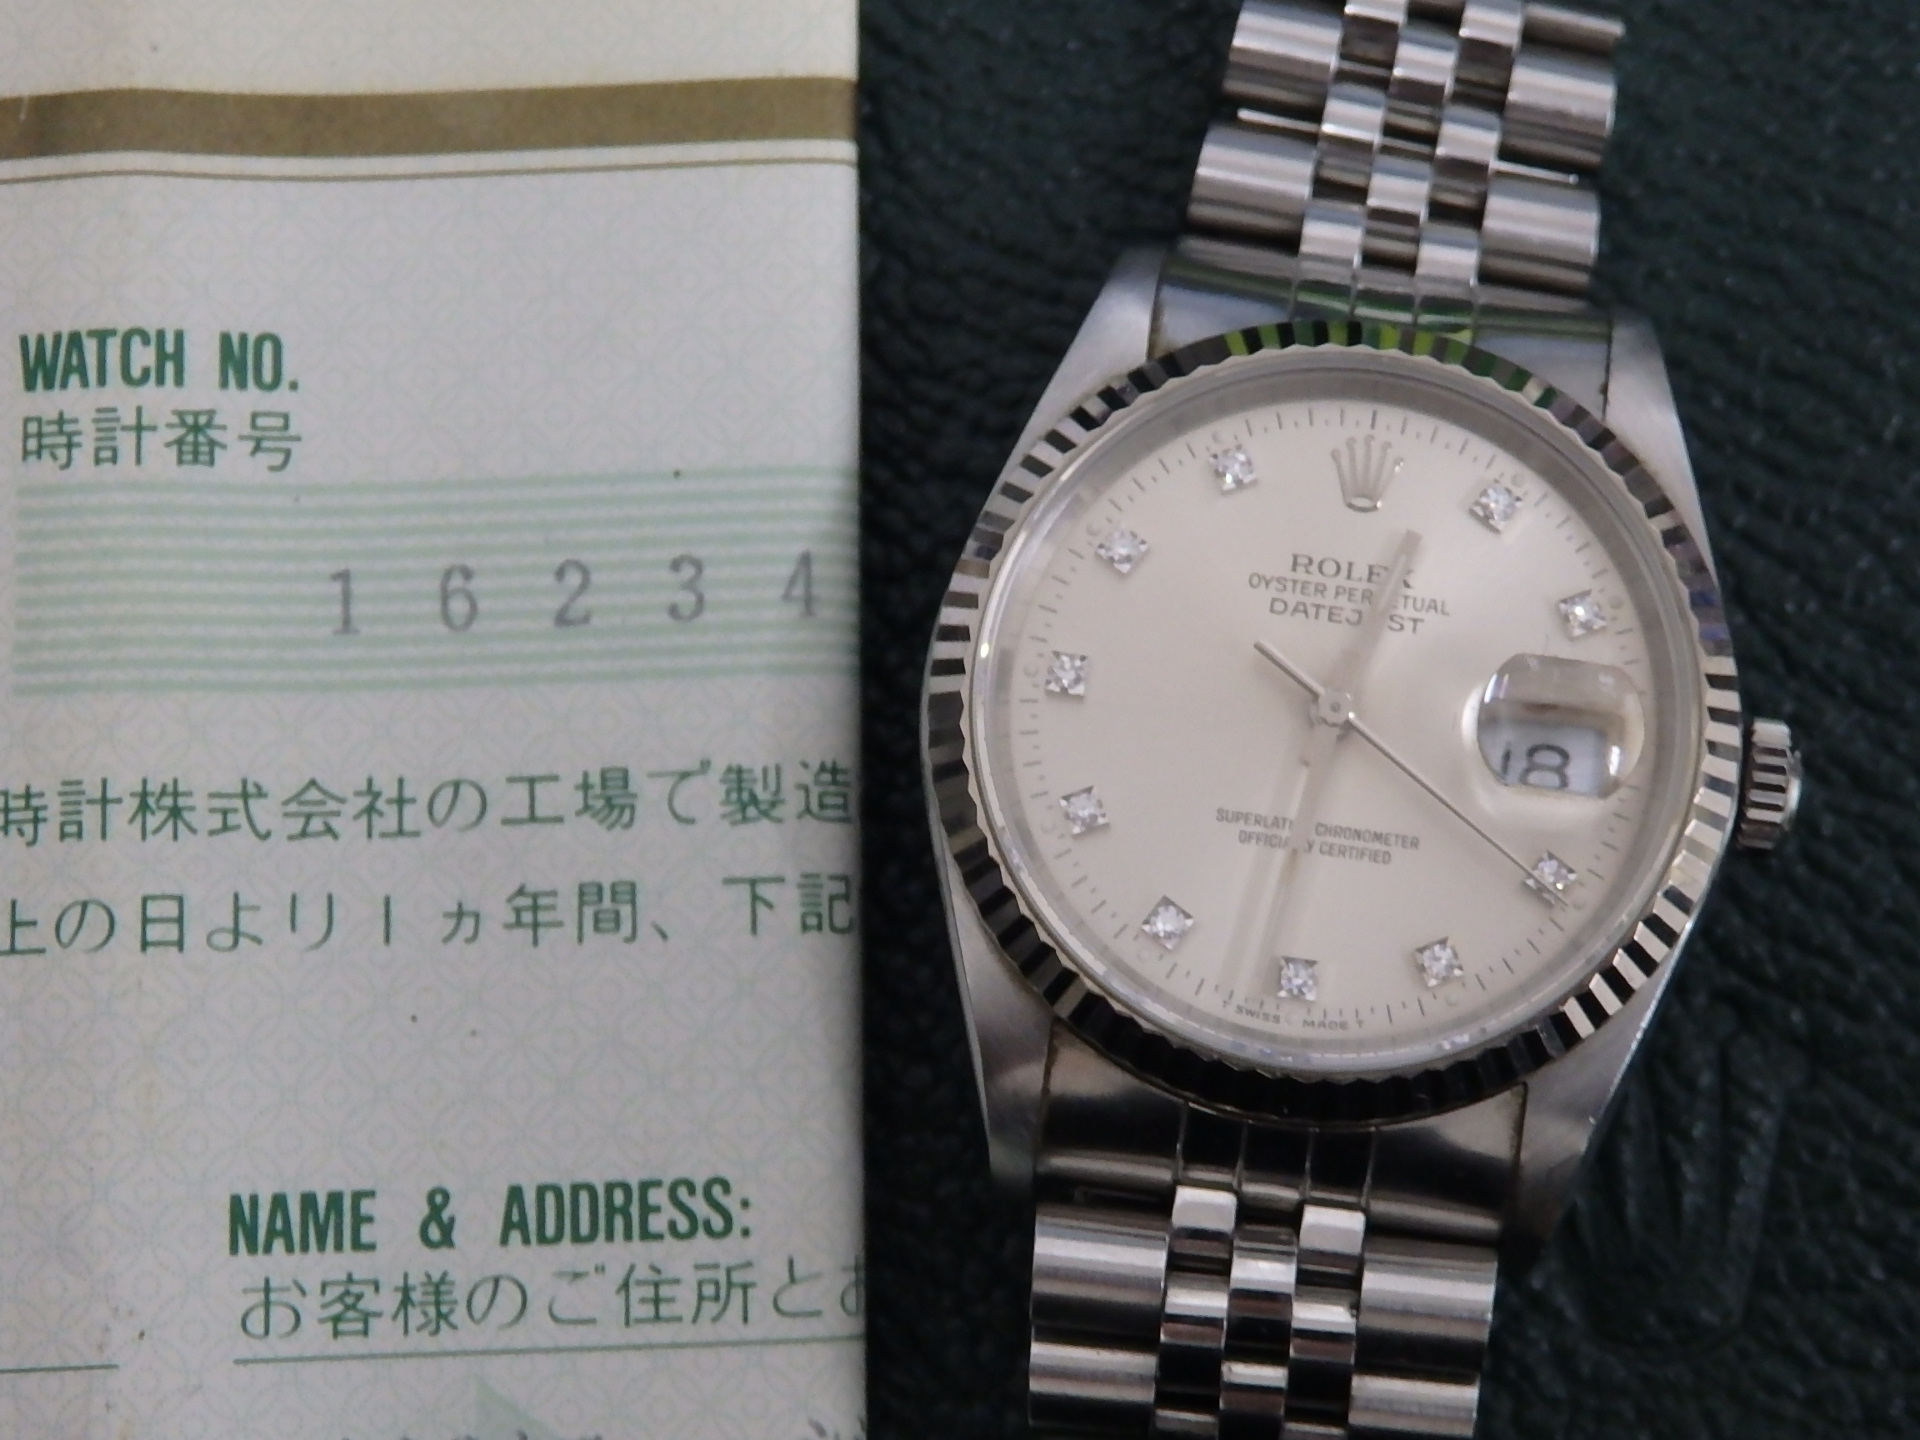 WATCH NO.
時計番号
1 6 2 3 4
時計株式会社の工場で製造
上の日より1ヵ年間、下記
NAME & ADDRESS:
お客様のご住所とお
ROLEX
OYSTER PERPETUAL
DATEJUST
18
SUPERLATIVE CHRONOMETER
OFFICIALLY CERTIFIED
T SWISS MADE T